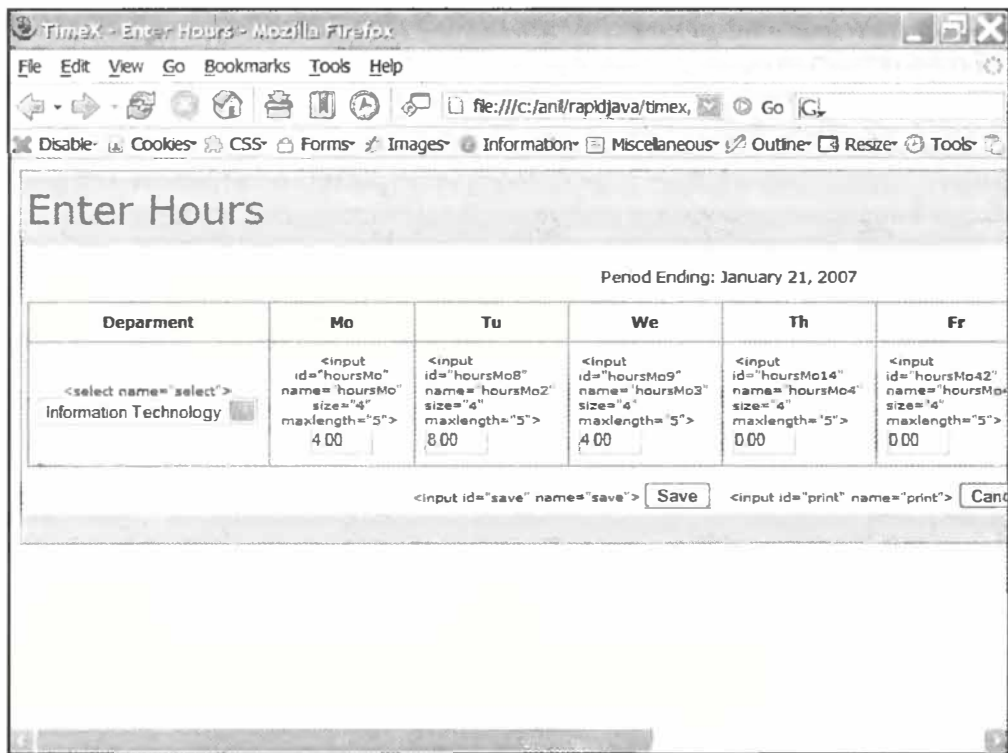 TimeX - Enter Hours - Mozilla Firefox
File Edit View Go Bookmarks Tools Help
file:///c:/anil/rapidjava/timex, Go G
Disable Cookies CSS Forms Images Information Miscellaneous Outline Resize Tools
Enter Hours
Period Ending: January 21, 2007
Deparment Mo Tu We Th Fr
<select name="select">
Information Technology
<input
id="hoursMo"
name="hoursMo"
size="4"
maxlength="5">
4.00
<input
id="hoursMo8"
name="hoursMo2"
size="4"
maxlength="5">
8.00
<input
id="hoursMo9"
name="hoursMo3"
size="4"
maxlength="5">
4.00
<input
id="hoursMo14"
name="hoursMo4"
size="4"
maxlength="5">
0.00
<input
id="hoursMo42"
name="hoursMo4
size="4"
maxlength="5">
0.00
<input id="save" name="save"> Save <input id="print" name="print"> Canc